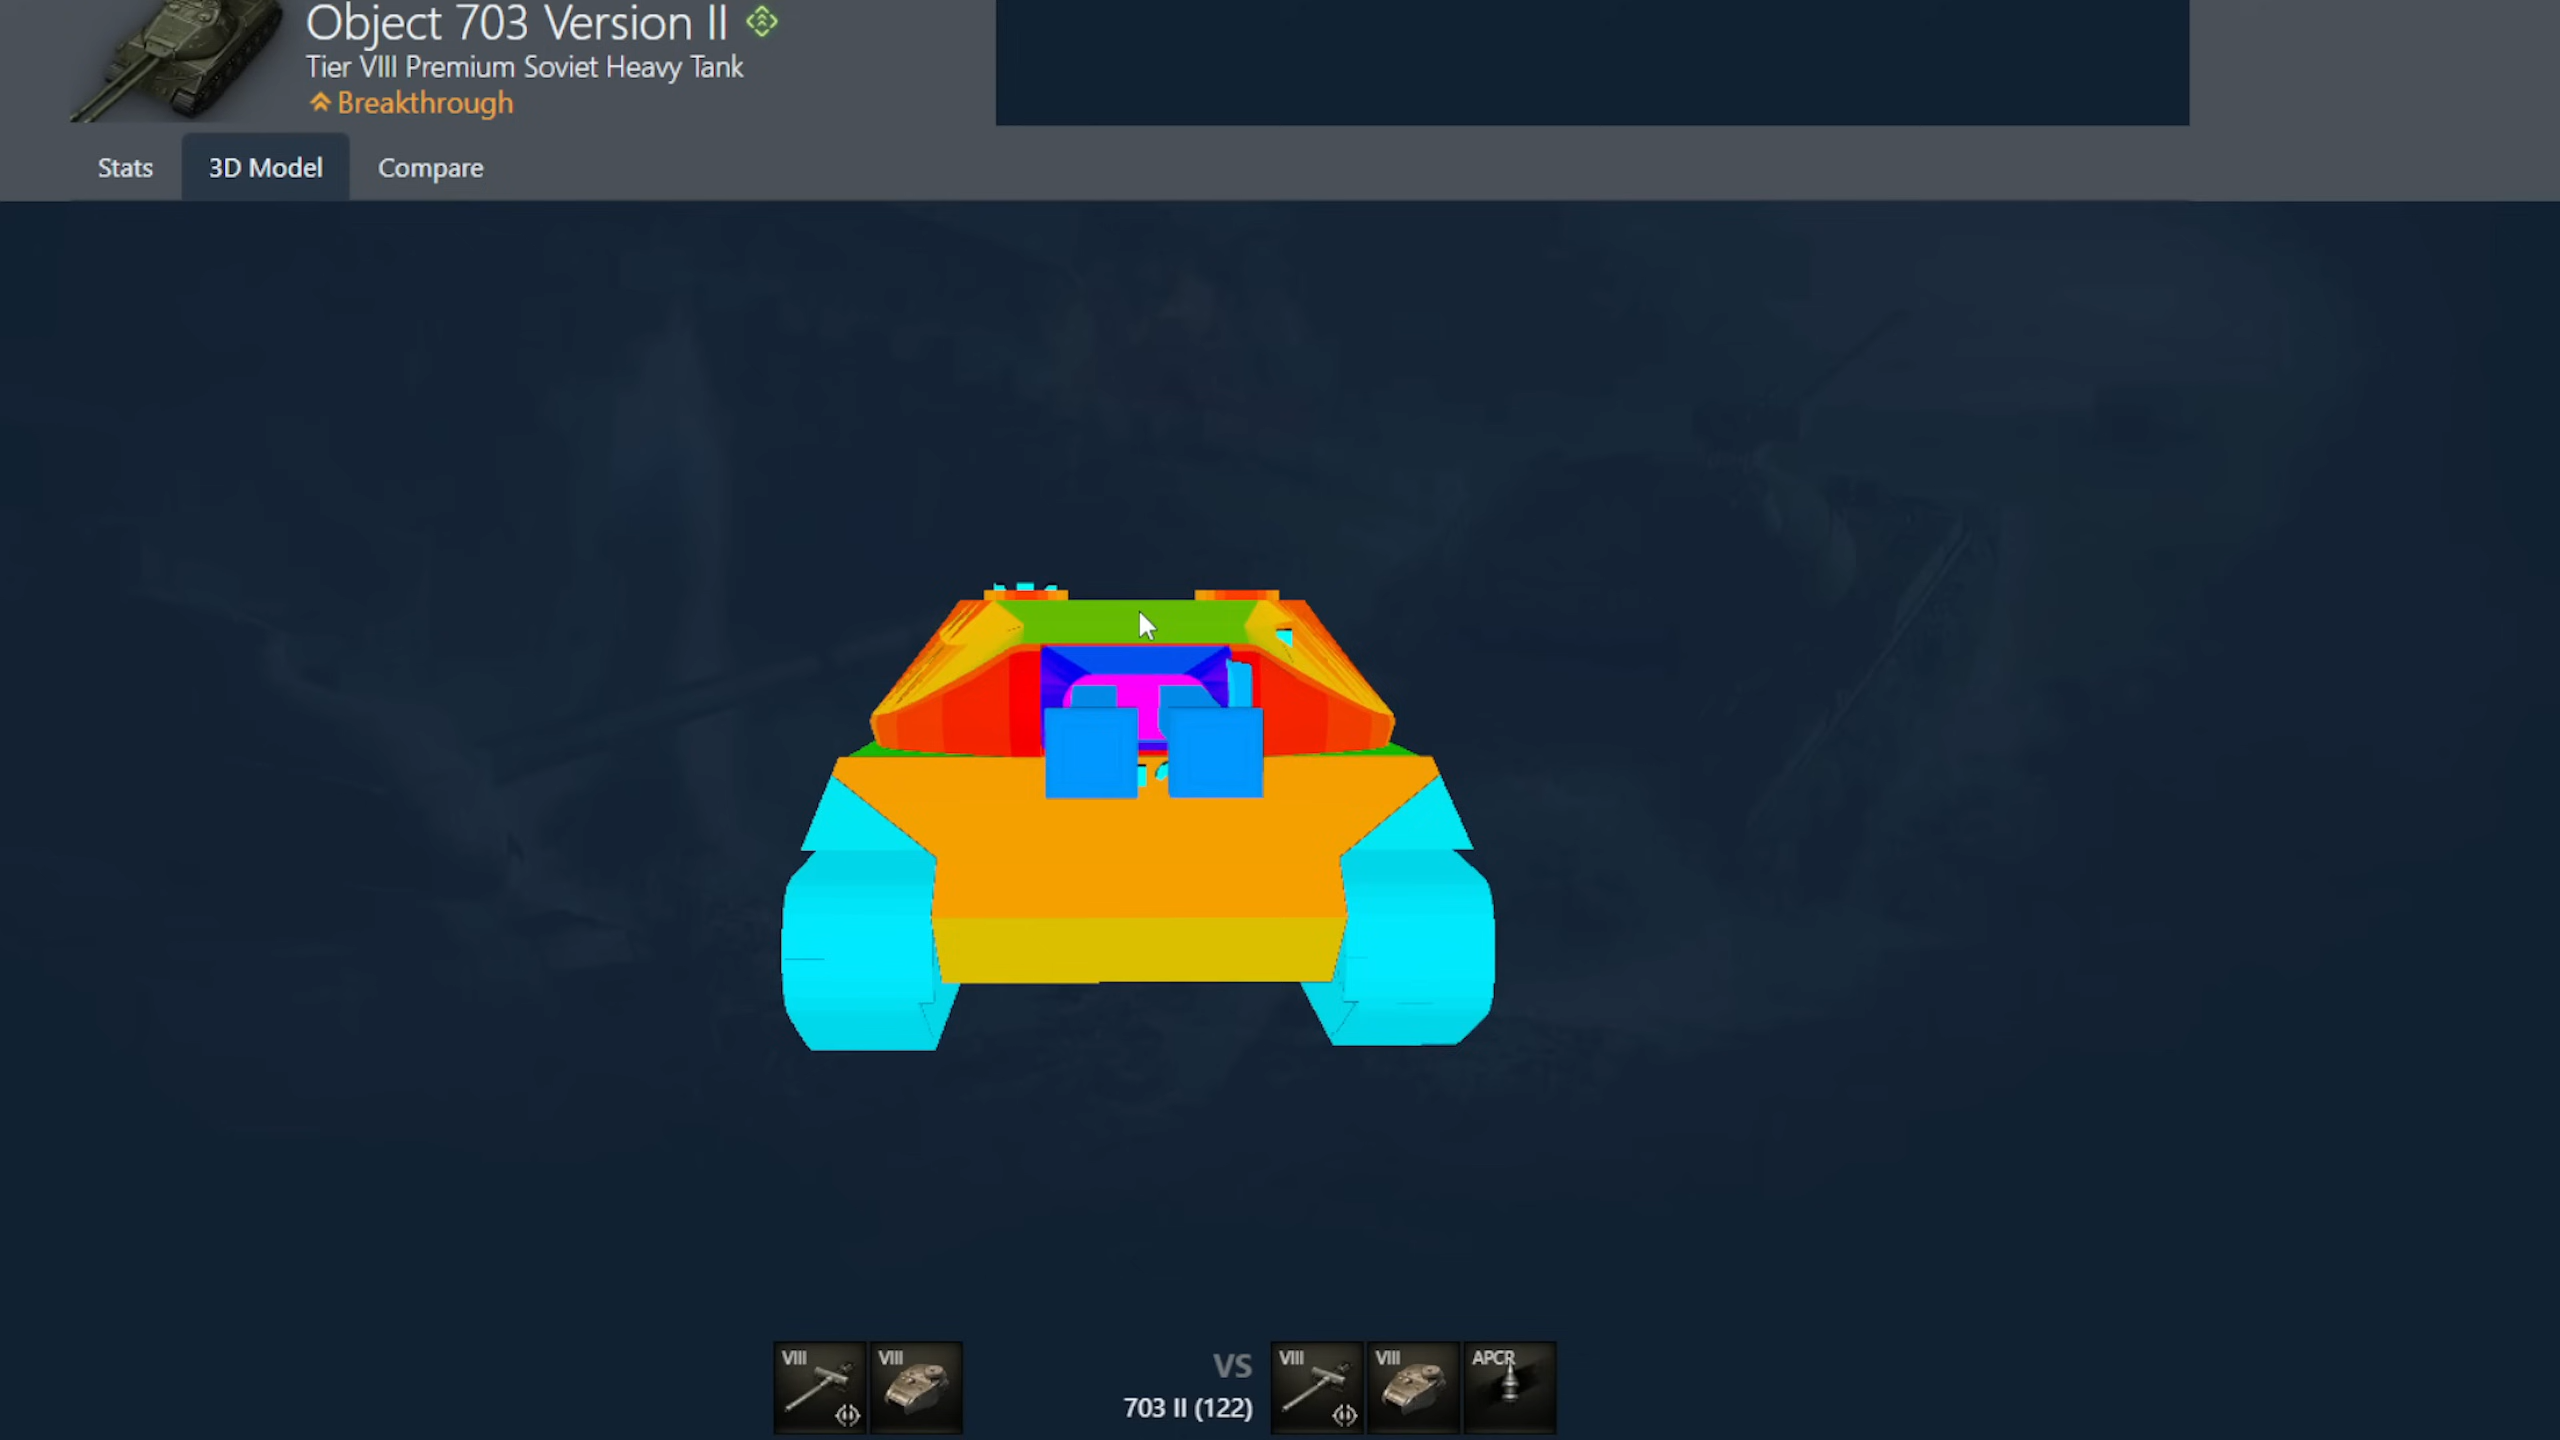 Object 703 Version II
Tier VIII Premium Soviet Heavy Tank
Breakthrough
Stats
3D Model
Compare
VIII
VIII
VS
703 II (122)
VIII
VIII
APCR